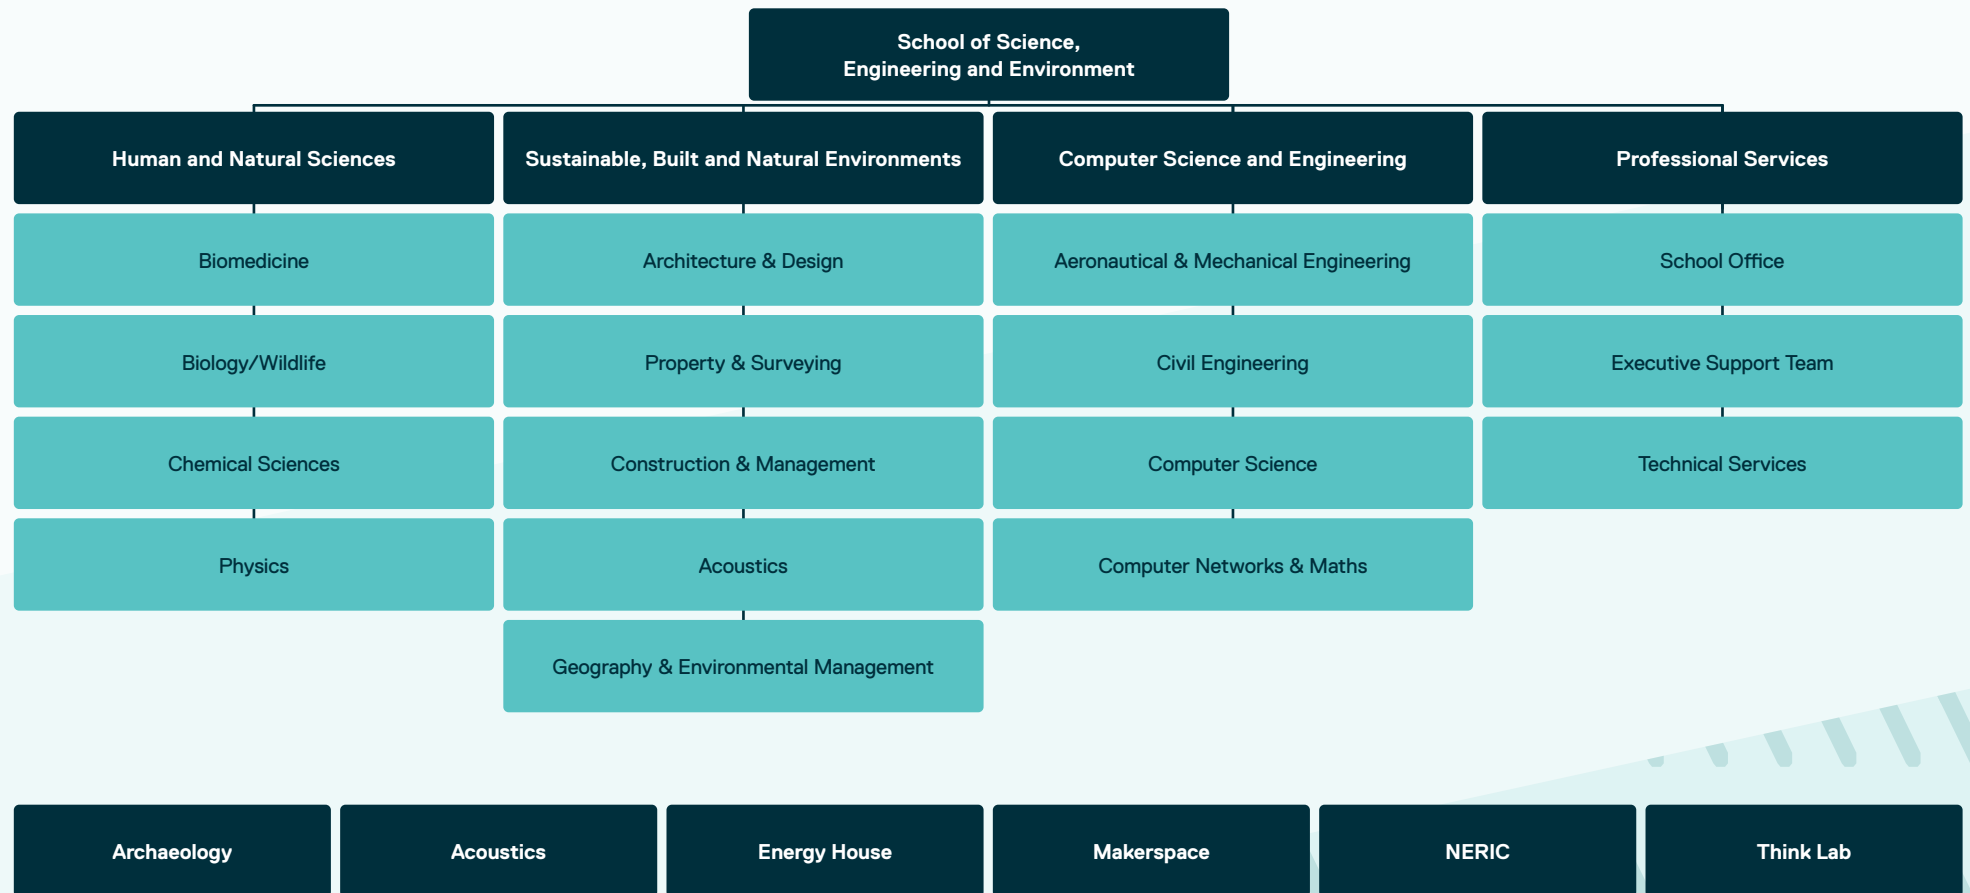 School of Science,
Engineering and Environment
Human and Natural Sciences
Sustainable, Built and Natural Environments
Computer Science and Engineering
Professional Services
Biomedicine
Architecture & Design
Aeronautical & Mechanical Engineering
School Office
Biology/Wildlife
Property & Surveying
Civil Engineering
Executive Support Team
Chemical Sciences
Construction & Management
Computer Science
Technical Services
Physics
Acoustics
Computer Networks & Maths
Geography & Environmental Management
Archaeology
Acoustics
Energy House
Makerspace
NERIC
Think Lab